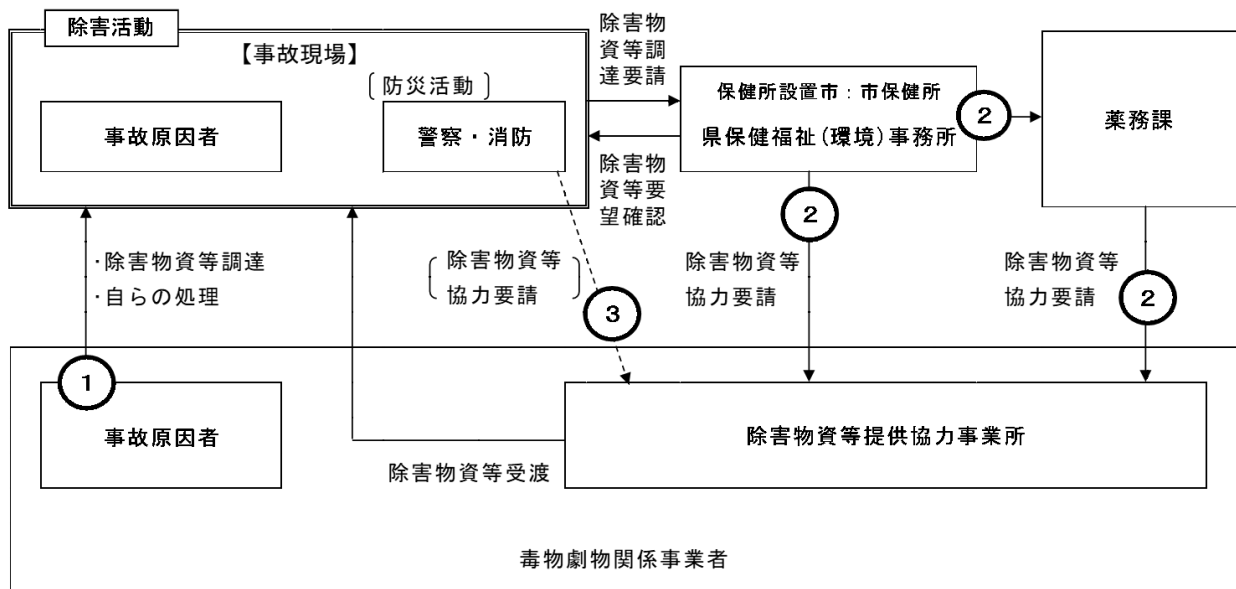 除害活動
【事故現場】
〔防災活動〕
事故原因者
警察・消防
除害物
資等調
達要請
除害物
資等要
望確認
保健所設置市：市保健所
県保健福祉(環境)事務所
②
薬務課
②
・除害物資等調達
・自らの処理
除害物資等
協力要請
③
除害物資等
協力要請
除害物資等
協力要請
②
①
事故原因者
除害物資等提供協力事業所
除害物資等受渡
毒物劇物関係事業者